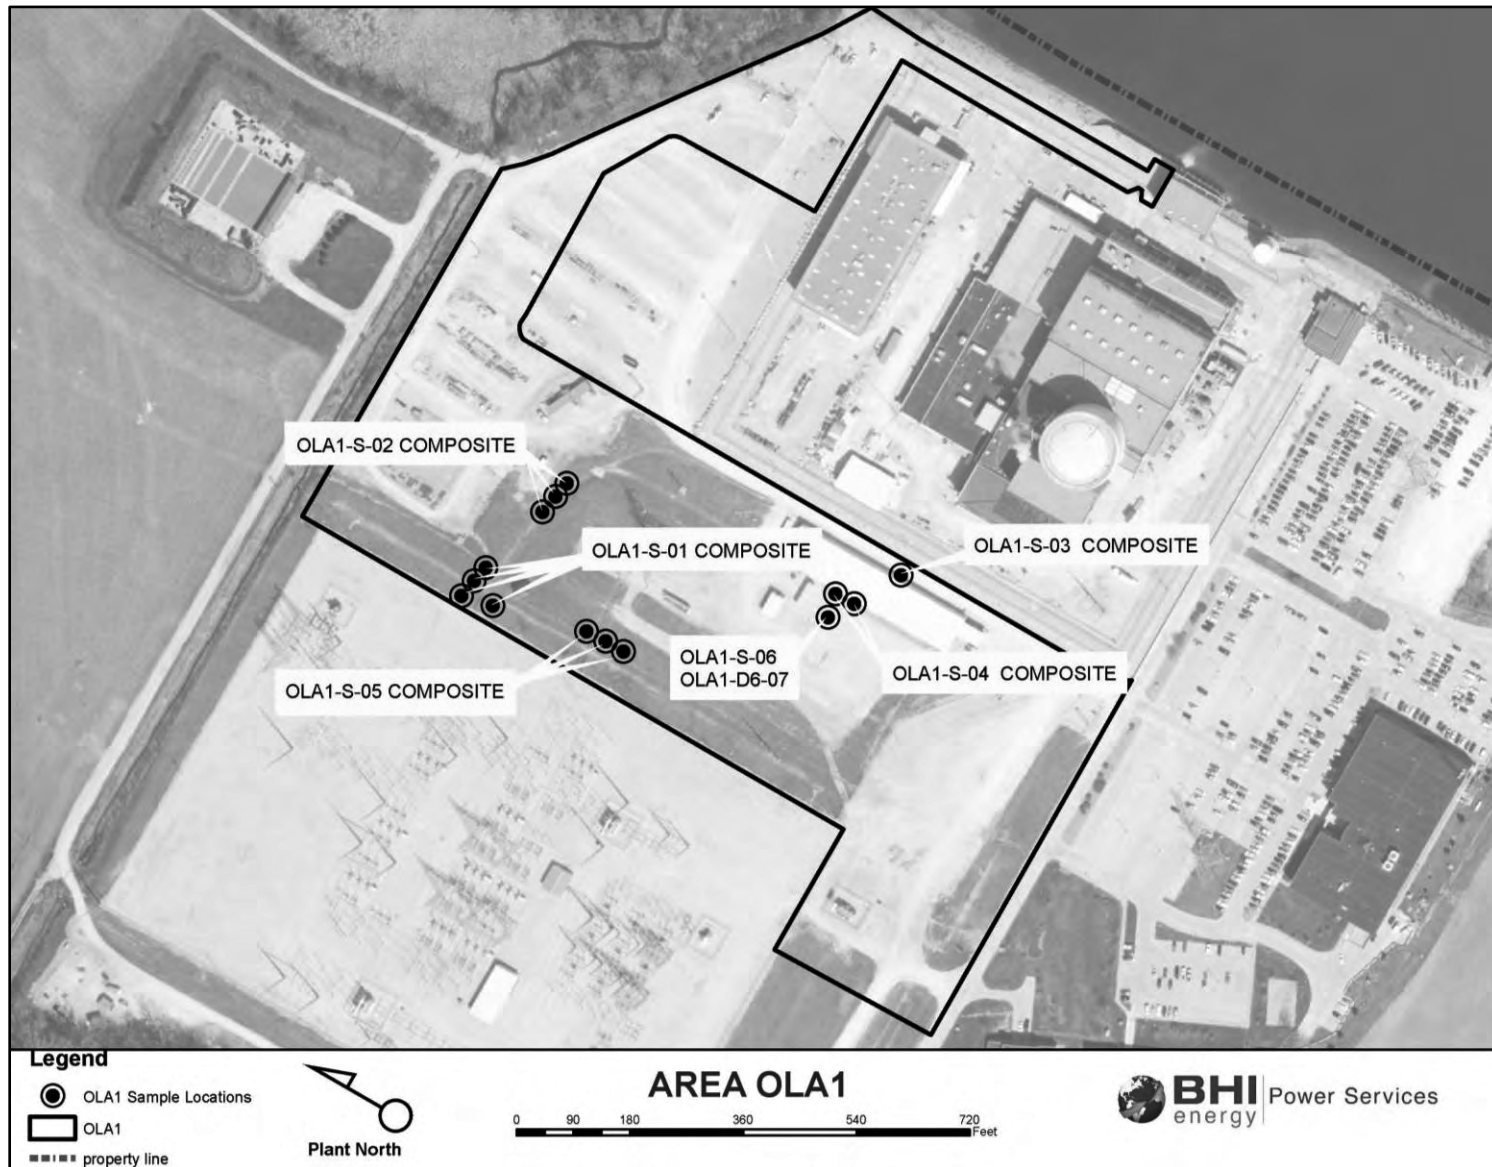 OLA1-S-02 COMPOSITE
OLA1-S-01 COMPOSITE
OLA1-S-03 COMPOSITE
OLA1-S-06
OLA1-D6-07
OLA1-S-04 COMPOSITE
OLA1-S-05 COMPOSITE
Legend
OLA1 Sample Locations
OLA1
property line
Plant North
AREA OLA1
0 90 180 360 540 720
Feet
BHI
energy
Power Services